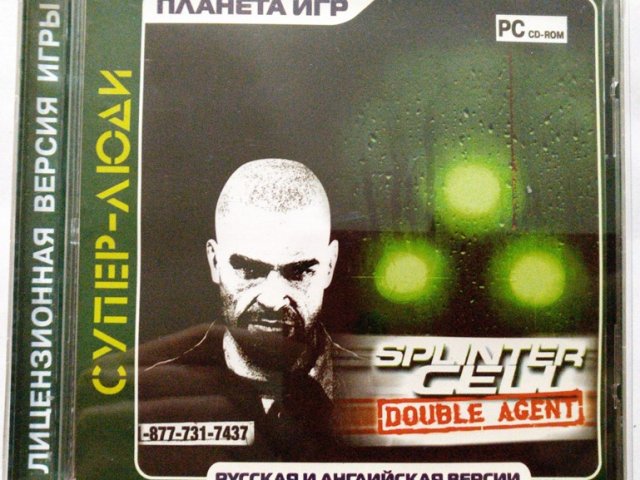 ПЛАНЕТА ИГР
PC CD-ROM
ЛИЦЕНЗИОННАЯ ВЕРСИЯ ИГРЫ
СУПЕР-ЛЮДИ
SPLINTER
CELL
DOUBLE AGENT
-877-731-7437
РУССКАЯ И АНГЛИЙСКАЯ ВЕРСИИ